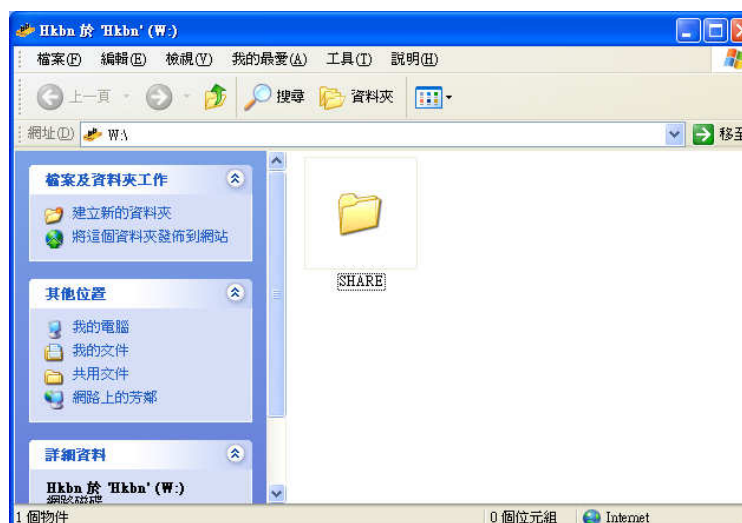 Hkbn 於 'Hkbn' (W:)
檔案(F) 編輯(E) 檢視(V) 我的最愛(A) 工具(T) 說明(H)
上一頁 搜尋 資料夾
網址(D) W:\ 移至
檔案及資料夾工作
建立新的資料夾
將這個資料夾發佈到網站
SHARE
其他位置
我的電腦
我的文件
共用文件
網路上的芳鄰
詳細資料
Hkbn 於 'Hkbn' (W:)
網路磁碟
1 個物件 0 個位元組 Internet